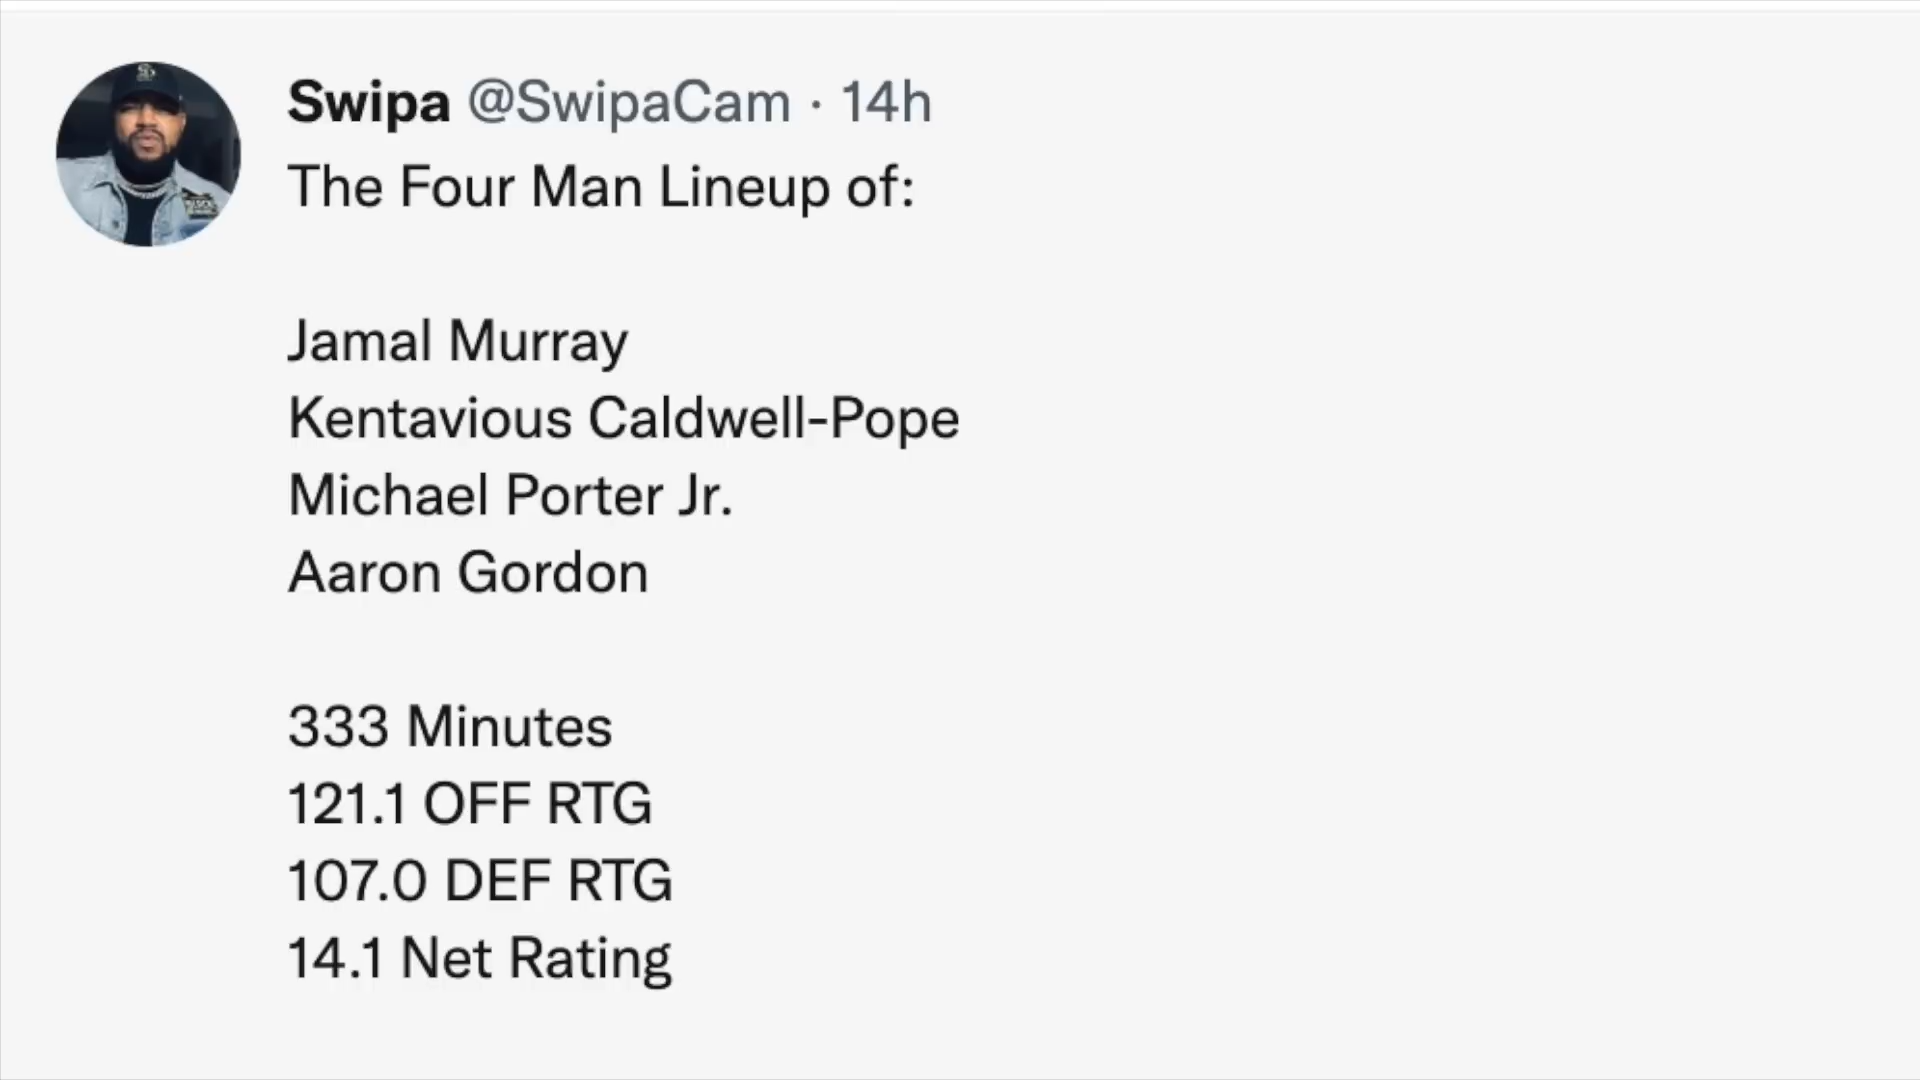 Swipa @SwipaCam · 14h
The Four Man Lineup of:
Jamal Murray
Kentavious Caldwell-Pope
Michael Porter Jr.
Aaron Gordon
333 Minutes
121.1 OFF RTG
107.0 DEF RTG
14.1 Net Rating